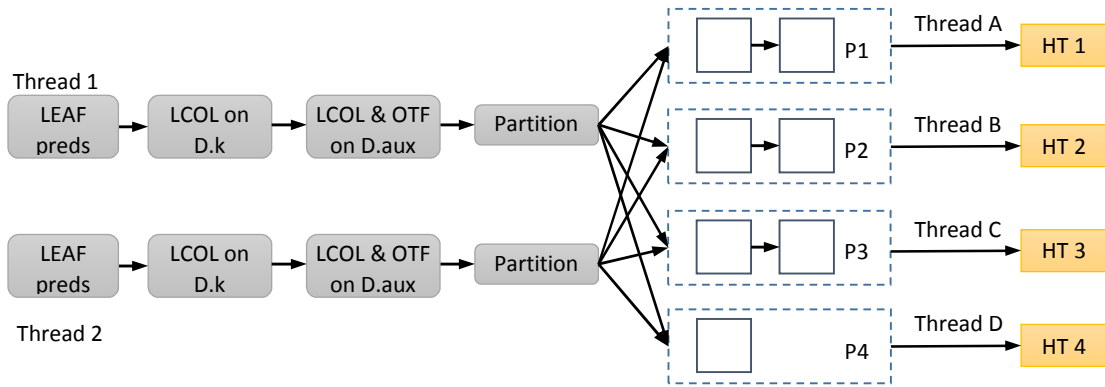 Thread 1
LEAF
preds
LCOL on
D.k
LCOL & OTF
on D.aux
Partition
LEAF
preds
LCOL on
D.k
LCOL & OTF
on D.aux
Partition
Thread 2
P1
Thread A
HT 1
P2
Thread B
HT 2
P3
Thread C
HT 3
P4
Thread D
HT 4